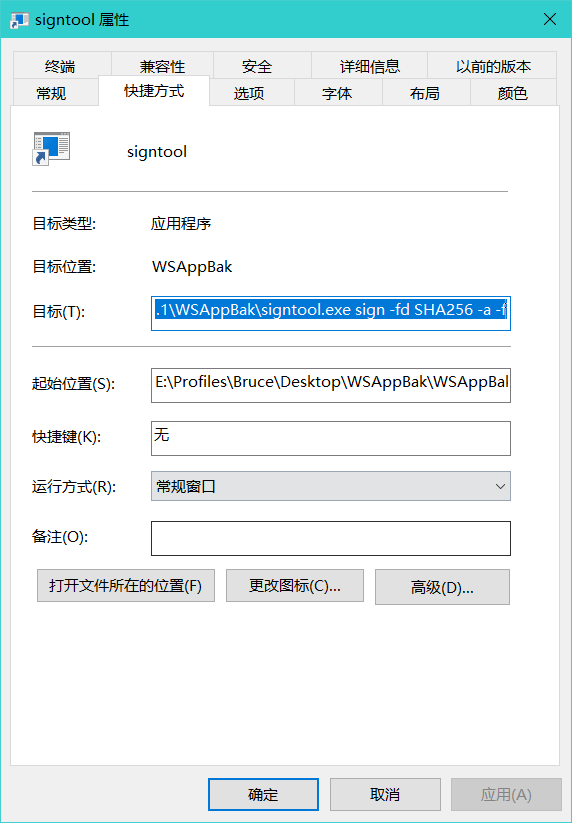 signtool 属性
终端 兼容性 安全 详细信息 以前的版本
常规 快捷方式 选项 字体 布局 颜色
signtool
目标类型: 应用程序
目标位置: WSAppBak
目标(T): .1\WSAppBak\signtool.exe sign -fd SHA256 -a -f
起始位置(S): E:\Profiles\Bruce\Desktop\WSAppBak\WSAppBal
快捷键(K): 无
运行方式(R): 常规窗口
备注(O):
打开文件所在的位置(F) 更改图标(C)... 高级(D)...
确定 取消 应用(A)